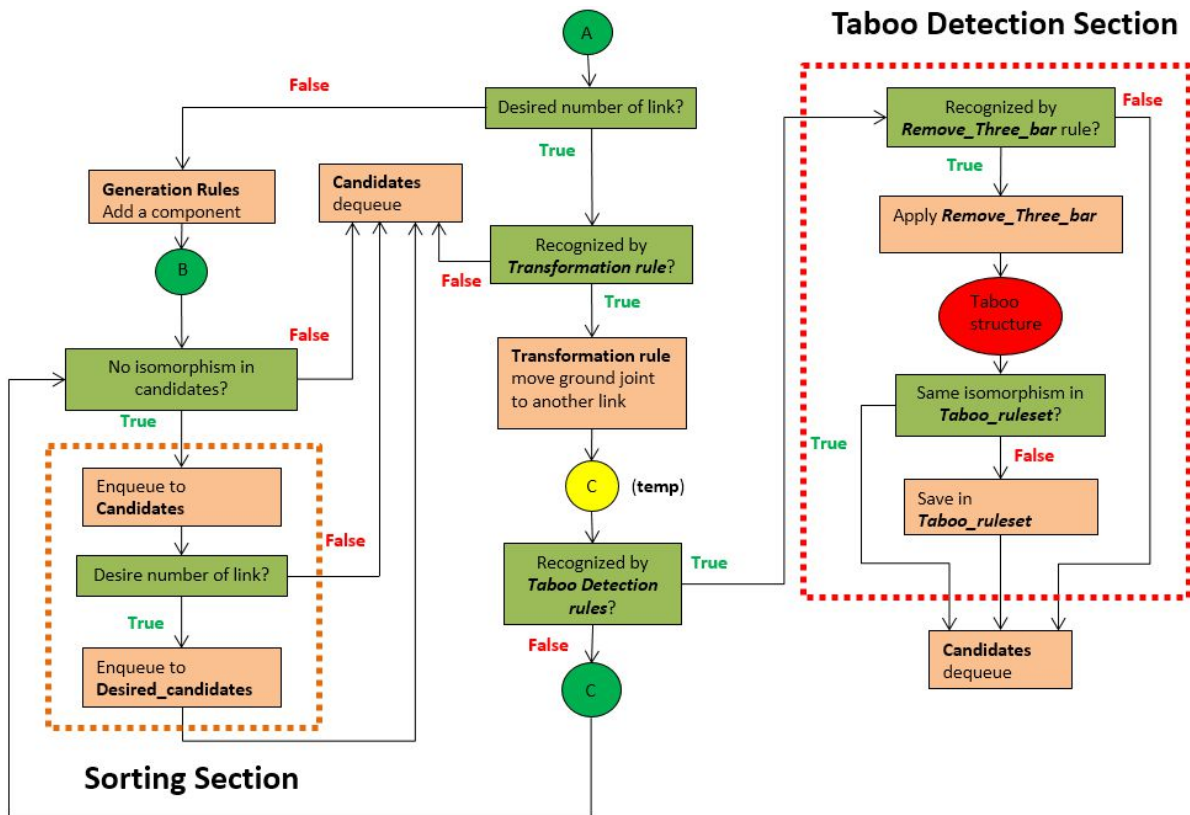 Taboo Detection Section
A
Desired number of link?
False
True
Generation Rules
Add a component
B
Candidates
dequeue
Recognized by
Transformation rule?
False
True
No isomorphism in
candidates?
False
True
Transformation rule
move ground joint
to another link
C
(temp)
Enqueue to
Candidates
Desire number of link?
False
True
Enqueue to
Desired_candidates
Sorting Section
Recognized by
Taboo Detection
rules?
True
False
C
Recognized by
Remove_Three_bar rule?
False
True
Apply Remove_Three_bar
Taboo
structure
Same isomorphism in
Taboo_ruleset?
True
False
Save in
Taboo_ruleset
Candidates
dequeue